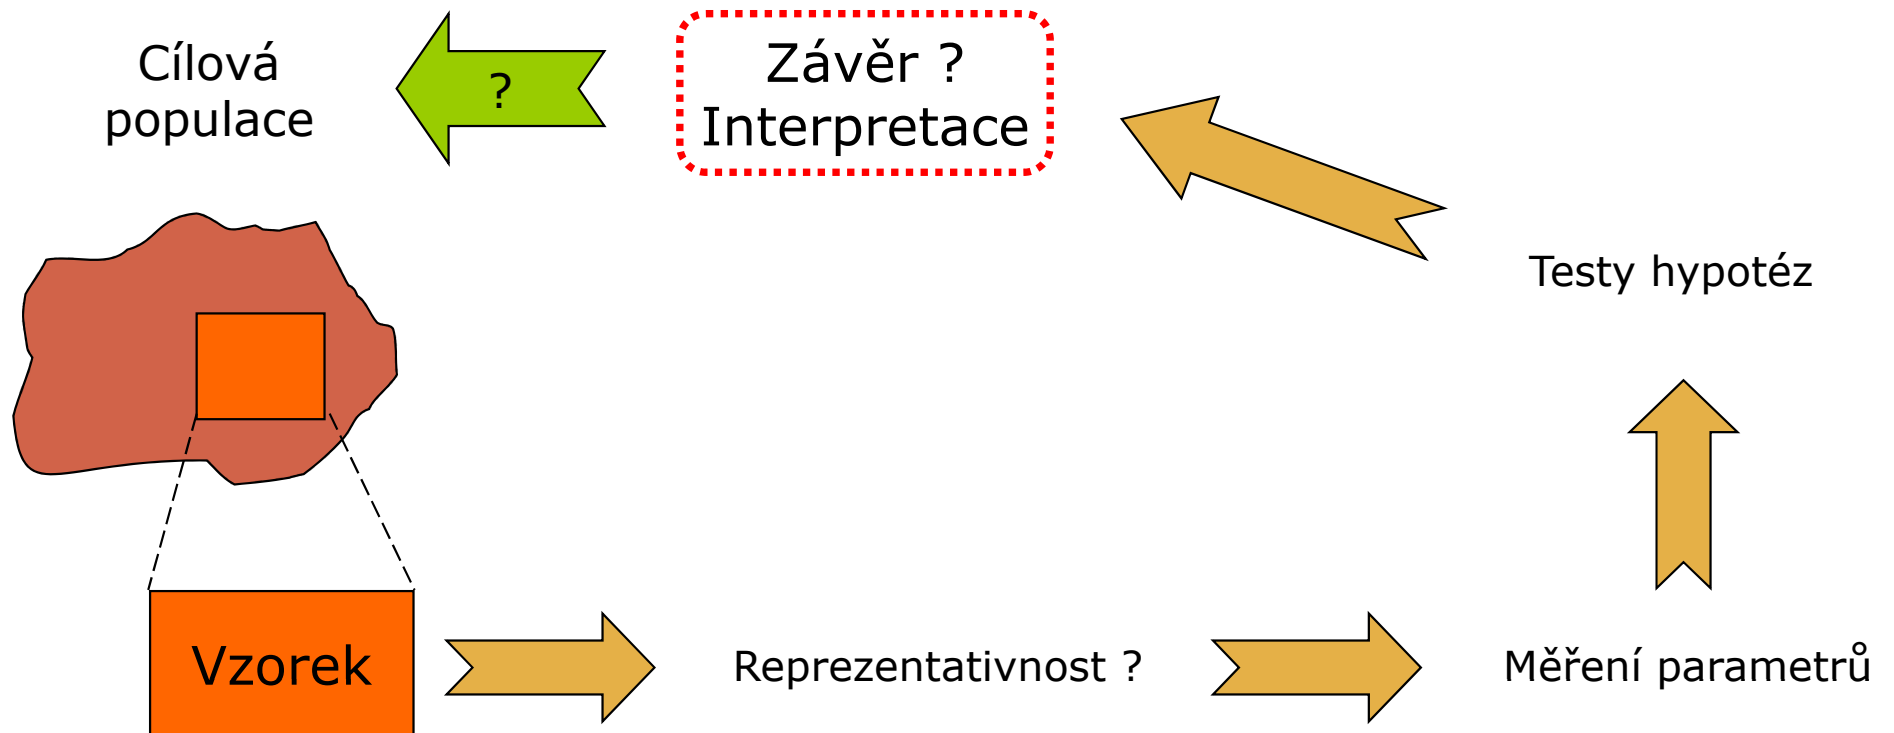 Cílová
populace
?
Závěr ?
Interpretace
Testy hypotéz
Vzorek
Reprezentativnost ?
Měření parametrů